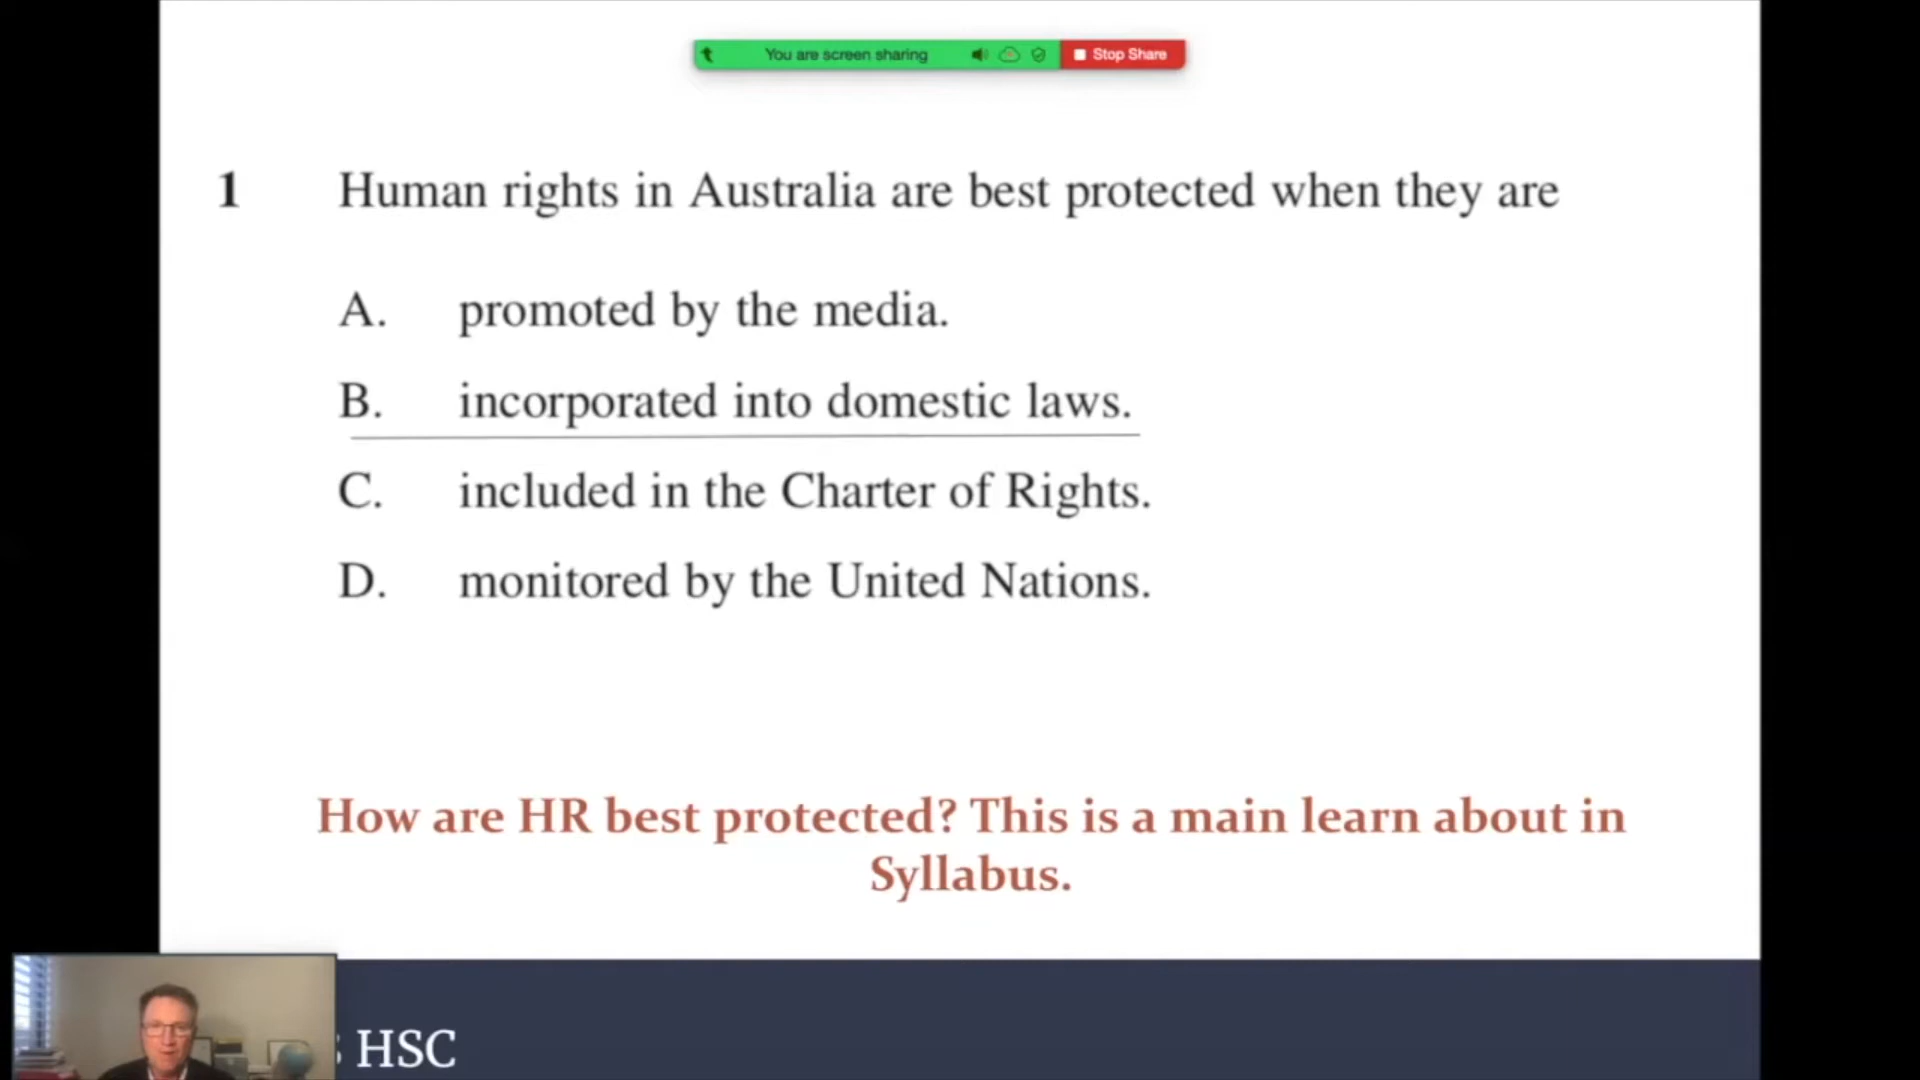 You are screen sharing Stop Share
1 Human rights in Australia are best protected when they are
A. promoted by the media.
B. incorporated into domestic laws.
C. included in the Charter of Rights.
D. monitored by the United Nations.
How are HR best protected? This is a main learn about in
Syllabus.
HSC